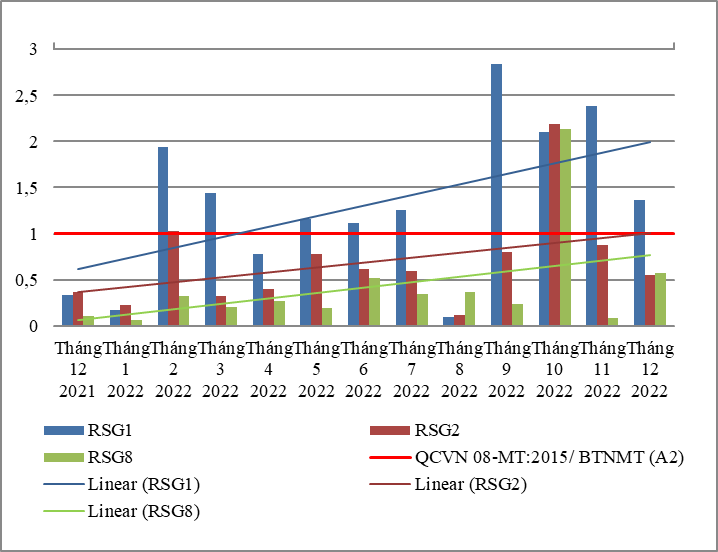 3
2,5
2
1,5
1
0,5
0
Tháng Tháng Tháng Tháng Tháng Tháng Tháng Tháng Tháng Tháng Tháng Tháng Tháng
12 1 2 3 4 5 6 7 8 9 10 11 12
2021 2022 2022 2022 2022 2022 2022 2022 2022 2022 2022 2022 2022
RSG1 RSG2
RSG8 QCVN 08-MT:2015/ BTNMT (A2)
Linear (RSG1) Linear (RSG2)
Linear (RSG8)